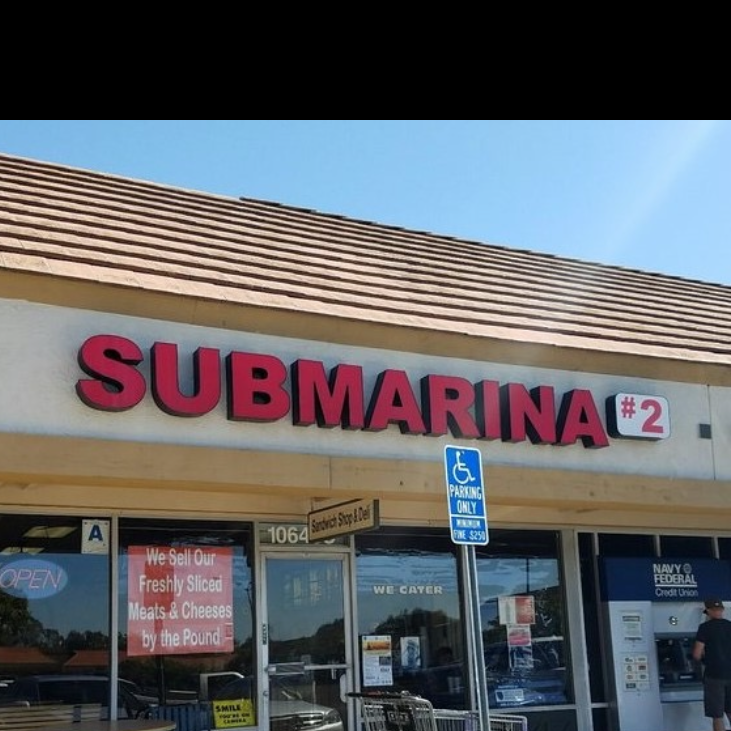 SUBMARINA #2
PARKING
ONLY
MINIMUM
FINE $250
Sandwich Shop & Deli
A
1064
OPEN
We Sell Our
Freshly Sliced
Meats & Cheeses
by the Pound
WE CATER
NAVY
FEDERAL
Credit Union
SMILE
YOU'RE ON
CAMERA